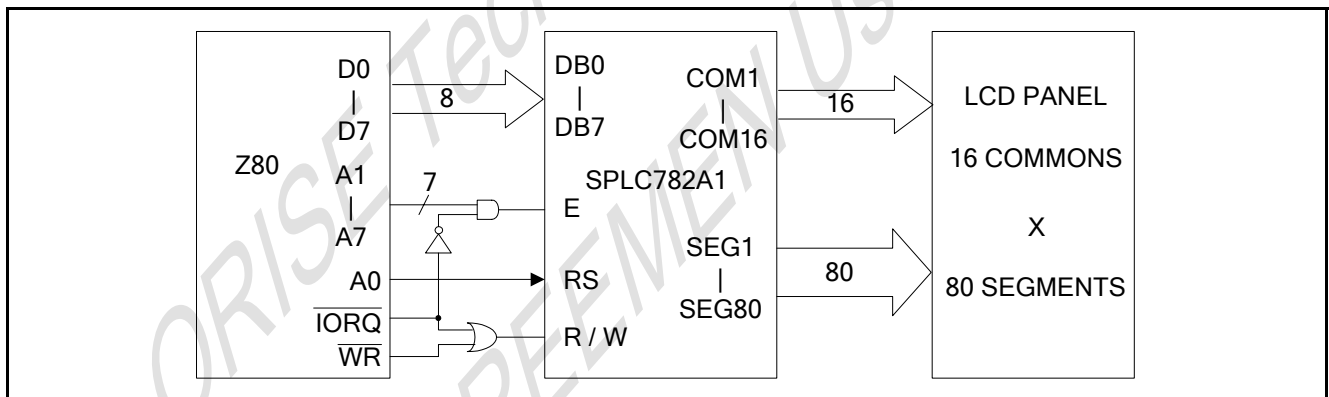 D0
|
D7
Z80
A1
|
A7
A0
IORQ
WR
8
7
DB0
|
DB7
SPLC782A1
E
RS
R / W
COM1
|
COM16
SEG1
|
SEG80
16
80
LCD PANEL
16 COMMONS
X
80 SEGMENTS
ORISE Tech
REEMEN Us